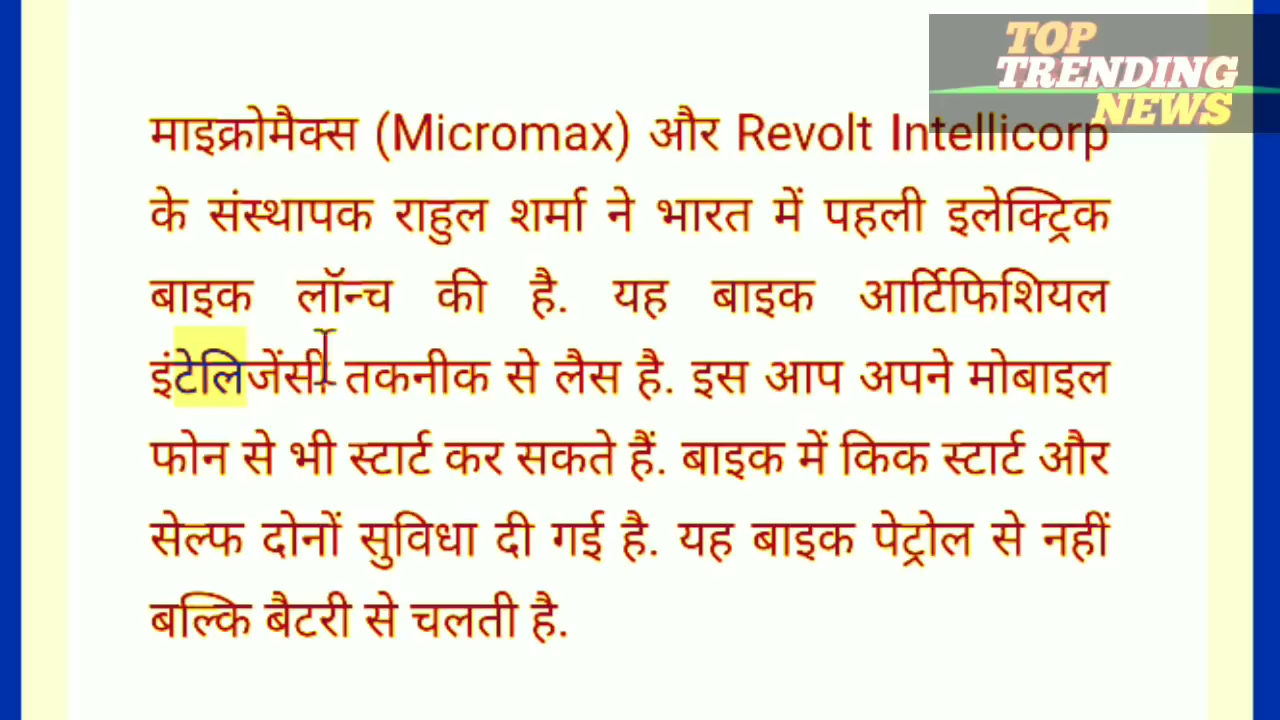 TOP
TRENDING
NEWS
माइक्रोमैक्स (Micromax) और Revolt Intellicorp
के संस्थापक राहुल शर्मा ने भारत में पहली इलेक्ट्रिक
बाइक लॉन्च की है. यह बाइक आर्टिफिशियल
इंटेलिजेंसी तकनीक से लैस है. इस आप अपने मोबाइल
फोन से भी स्टार्ट कर सकते हैं. बाइक में किक स्टार्ट और
सेल्फ दोनों सुविधा दी गई है. यह बाइक पेट्रोल से नहीं
बल्कि बैटरी से चलती है.